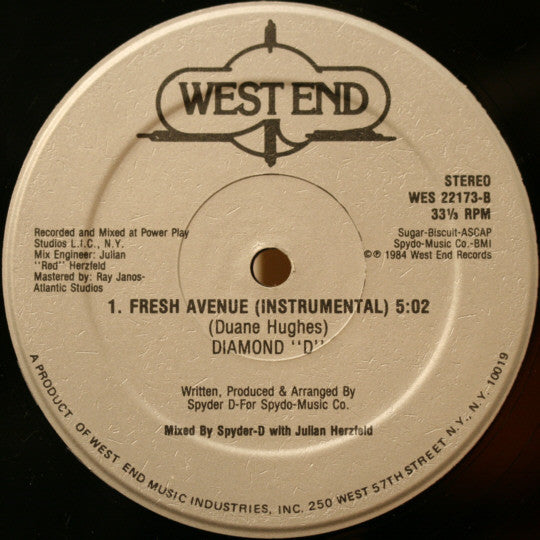 WEST END
STEREO
WES 22173-B
33⅓ RPM
Sugar-Biscuit-ASCAP
Spydo-Music Co.-BMI
©℗ 1984 West End Records
Recorded and Mixed at Power Play
Studios L.I.C., N.Y.
Mix Engineer: Julian
"Red" Herzfeld
Mastered by: Ray Janos-
Atlantic Studios
1. FRESH AVENUE (INSTRUMENTAL) 5:02
(Duane Hughes)
DIAMOND "D"
Written, Produced & Arranged By
Spyder D-For Spydo-Music Co.
Mixed By Spyder-D with Julian Herzfeld
A PRODUCT OF WEST END MUSIC INDUSTRIES, INC. 250 WEST 57TH STREET N.Y., N.Y. 10019